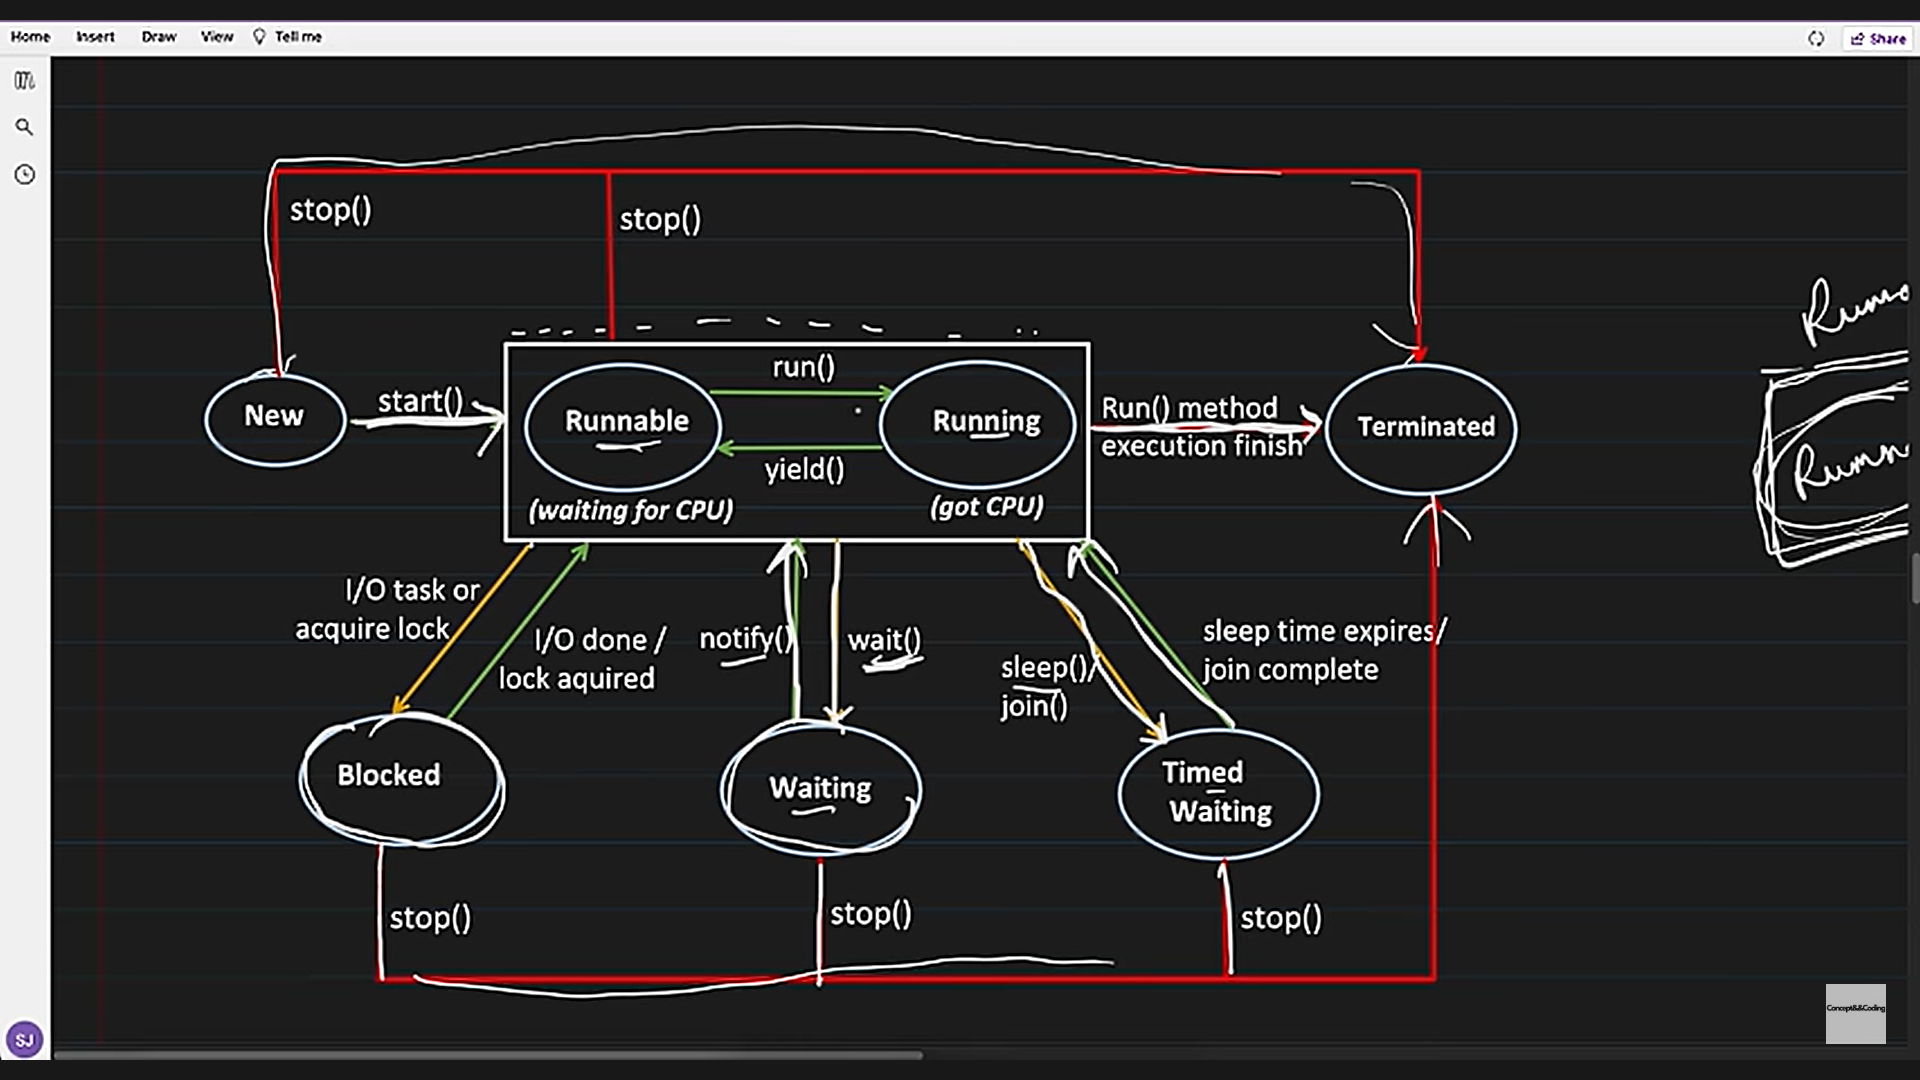 Home Insert Draw View Tell me
Share
stop()
stop()
run()
start()
New
Runnable
Running
Run() method
execution finish
Terminated
yield()
(waiting for CPU)
(got CPU)
I/O task or
acquire lock
I/O done /
lock aquired
notify()
wait()
sleep()/
join()
sleep time expires/
join complete
Blocked
Waiting
Timed
Waiting
stop()
stop()
stop()
SJ
Concept&&Coding